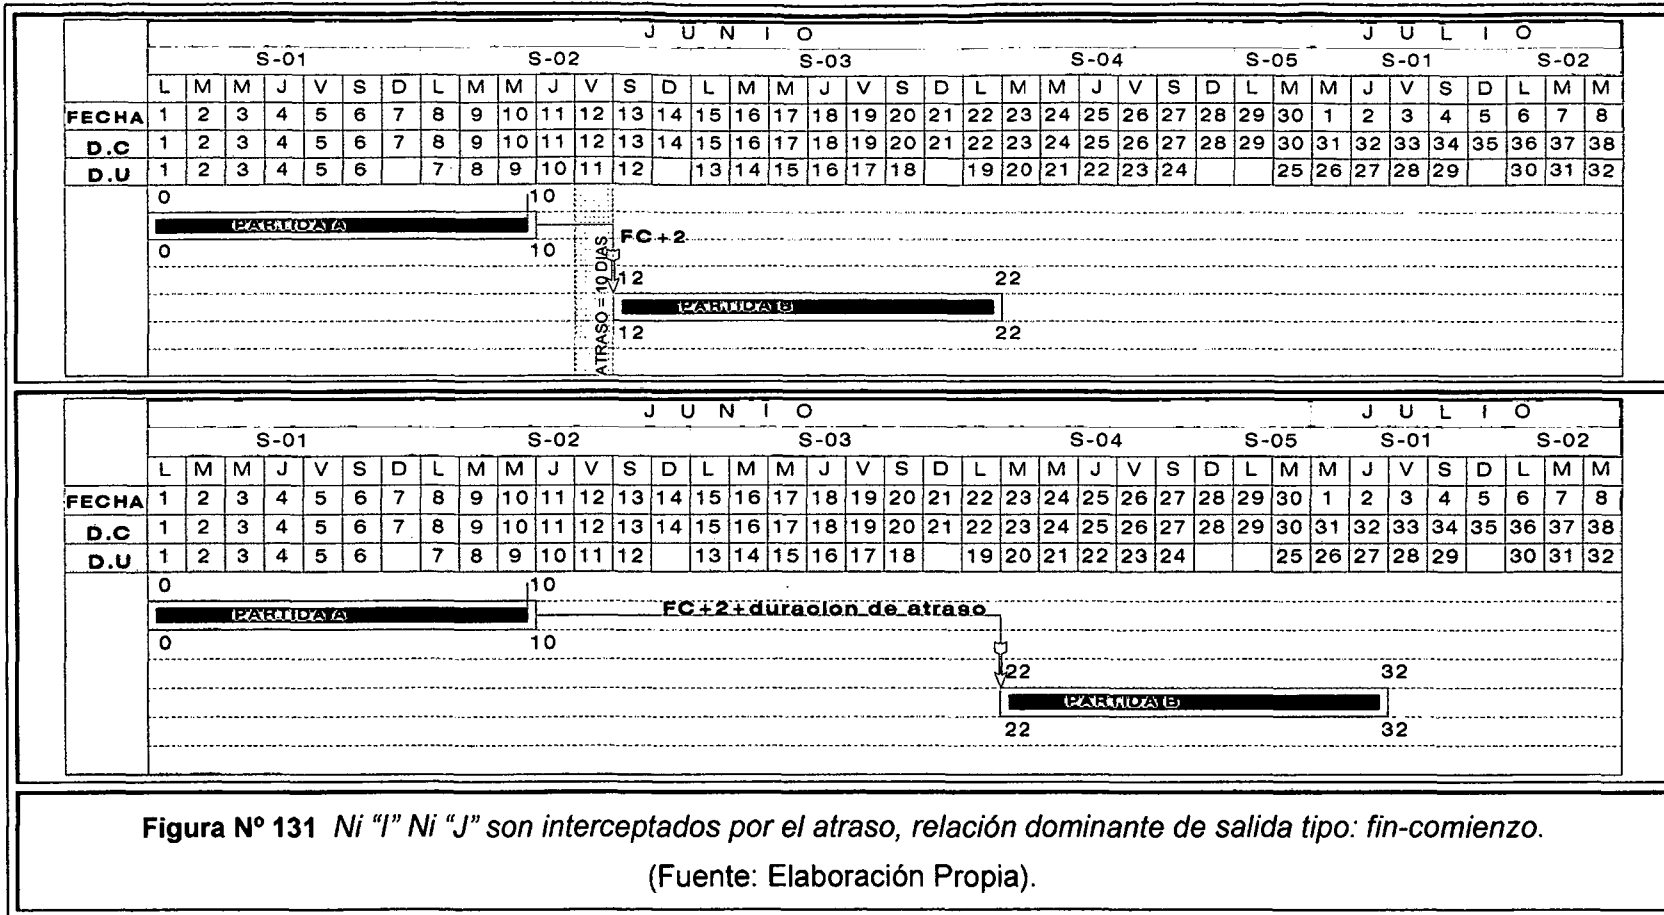 J U N I O J U L I O
S-01 S-02 S-03 S-04 S-05 S-01 S-02
L M M J V S D L M M J V S D L M M J V S D L M M J V S D L M M J V S D L M M
FECHA 1 2 3 4 5 6 7 8 9 10 11 12 13 14 15 16 17 18 19 20 21 22 23 24 25 26 27 28 29 30 1 2 3 4 5 6 7 8
D.C 1 2 3 4 5 6 7 8 9 10 11 12 13 14 15 16 17 18 19 20 21 22 23 24 25 26 27 28 29 30 31 32 33 34 35 36 37 38
D.U 1 2 3 4 5 6 7 8 9 10 11 12 13 14 15 16 17 18 19 20 21 22 23 24 25 26 27 28 29 30 31 32
0 10
PARTIDA A
FC+2
0 10
ATRASO = 10 DIAS
12 22
PARTIDA B
12 22
J U N I O J U L I O
S-01 S-02 S-03 S-04 S-05 S-01 S-02
L M M J V S D L M M J V S D L M M J V S D L M M J V S D L M M J V S D L M M
FECHA 1 2 3 4 5 6 7 8 9 10 11 12 13 14 15 16 17 18 19 20 21 22 23 24 25 26 27 28 29 30 1 2 3 4 5 6 7 8
D.C 1 2 3 4 5 6 7 8 9 10 11 12 13 14 15 16 17 18 19 20 21 22 23 24 25 26 27 28 29 30 31 32 33 34 35 36 37 38
D.U 1 2 3 4 5 6 7 8 9 10 11 12 13 14 15 16 17 18 19 20 21 22 23 24 25 26 27 28 29 30 31 32
0 10
PARTIDA A FC+2+duracion de atraso
0 10
22 32
PARTIDA B
22 32
Figura Nº 131 Ni “I” Ni “J” son interceptados por el atraso, relación dominante de salida tipo: fin-comienzo.
(Fuente: Elaboración Propia).